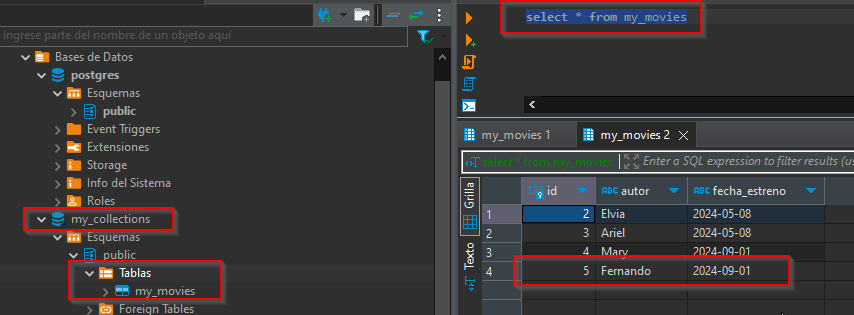 Ingrese parte del nombre de un objeto aquí
Bases de Datos
postgres
Esquemas
public
Event Triggers
Extensiones
Storage
Info del Sistema
Roles
my_collections
Esquemas
public
Tablas
my_movies
Foreign Tables
select * from my_movies
my_movies 1
my_movies 2
select * from my_movies
Enter a SQL expression to filter results (us
Grilla
Texto
id autor fecha_estreno
1 2 Elvia 2024-05-08
2 3 Ariel 2024-05-08
3 4 Mary 2024-09-01
4 5 Fernando 2024-09-01